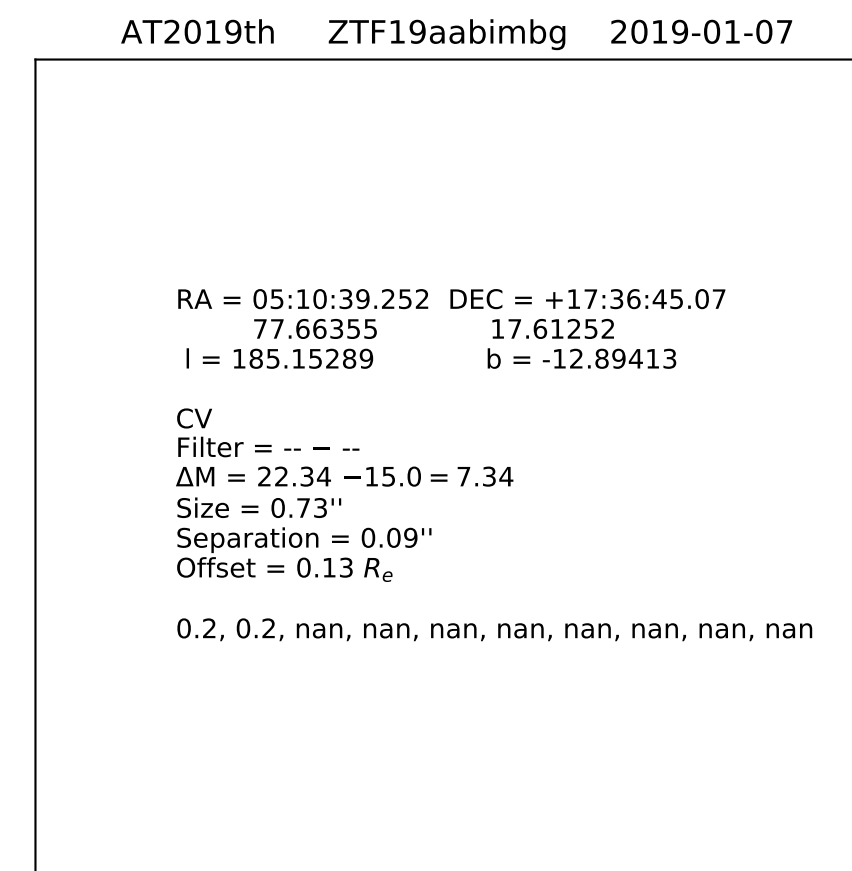 AT2019th ZTF19aabimbg 2019-01-07
RA = 05:10:39.252 DEC = +17:36:45.07
77.66355 17.61252
l = 185.15289 b = -12.89413
CV
Filter = -- − --
ΔM = 22.34 −15.0 = 7.34
Size = 0.73''
Separation = 0.09''
Offset = 0.13 Rₑ
0.2, 0.2, nan, nan, nan, nan, nan, nan, nan, nan